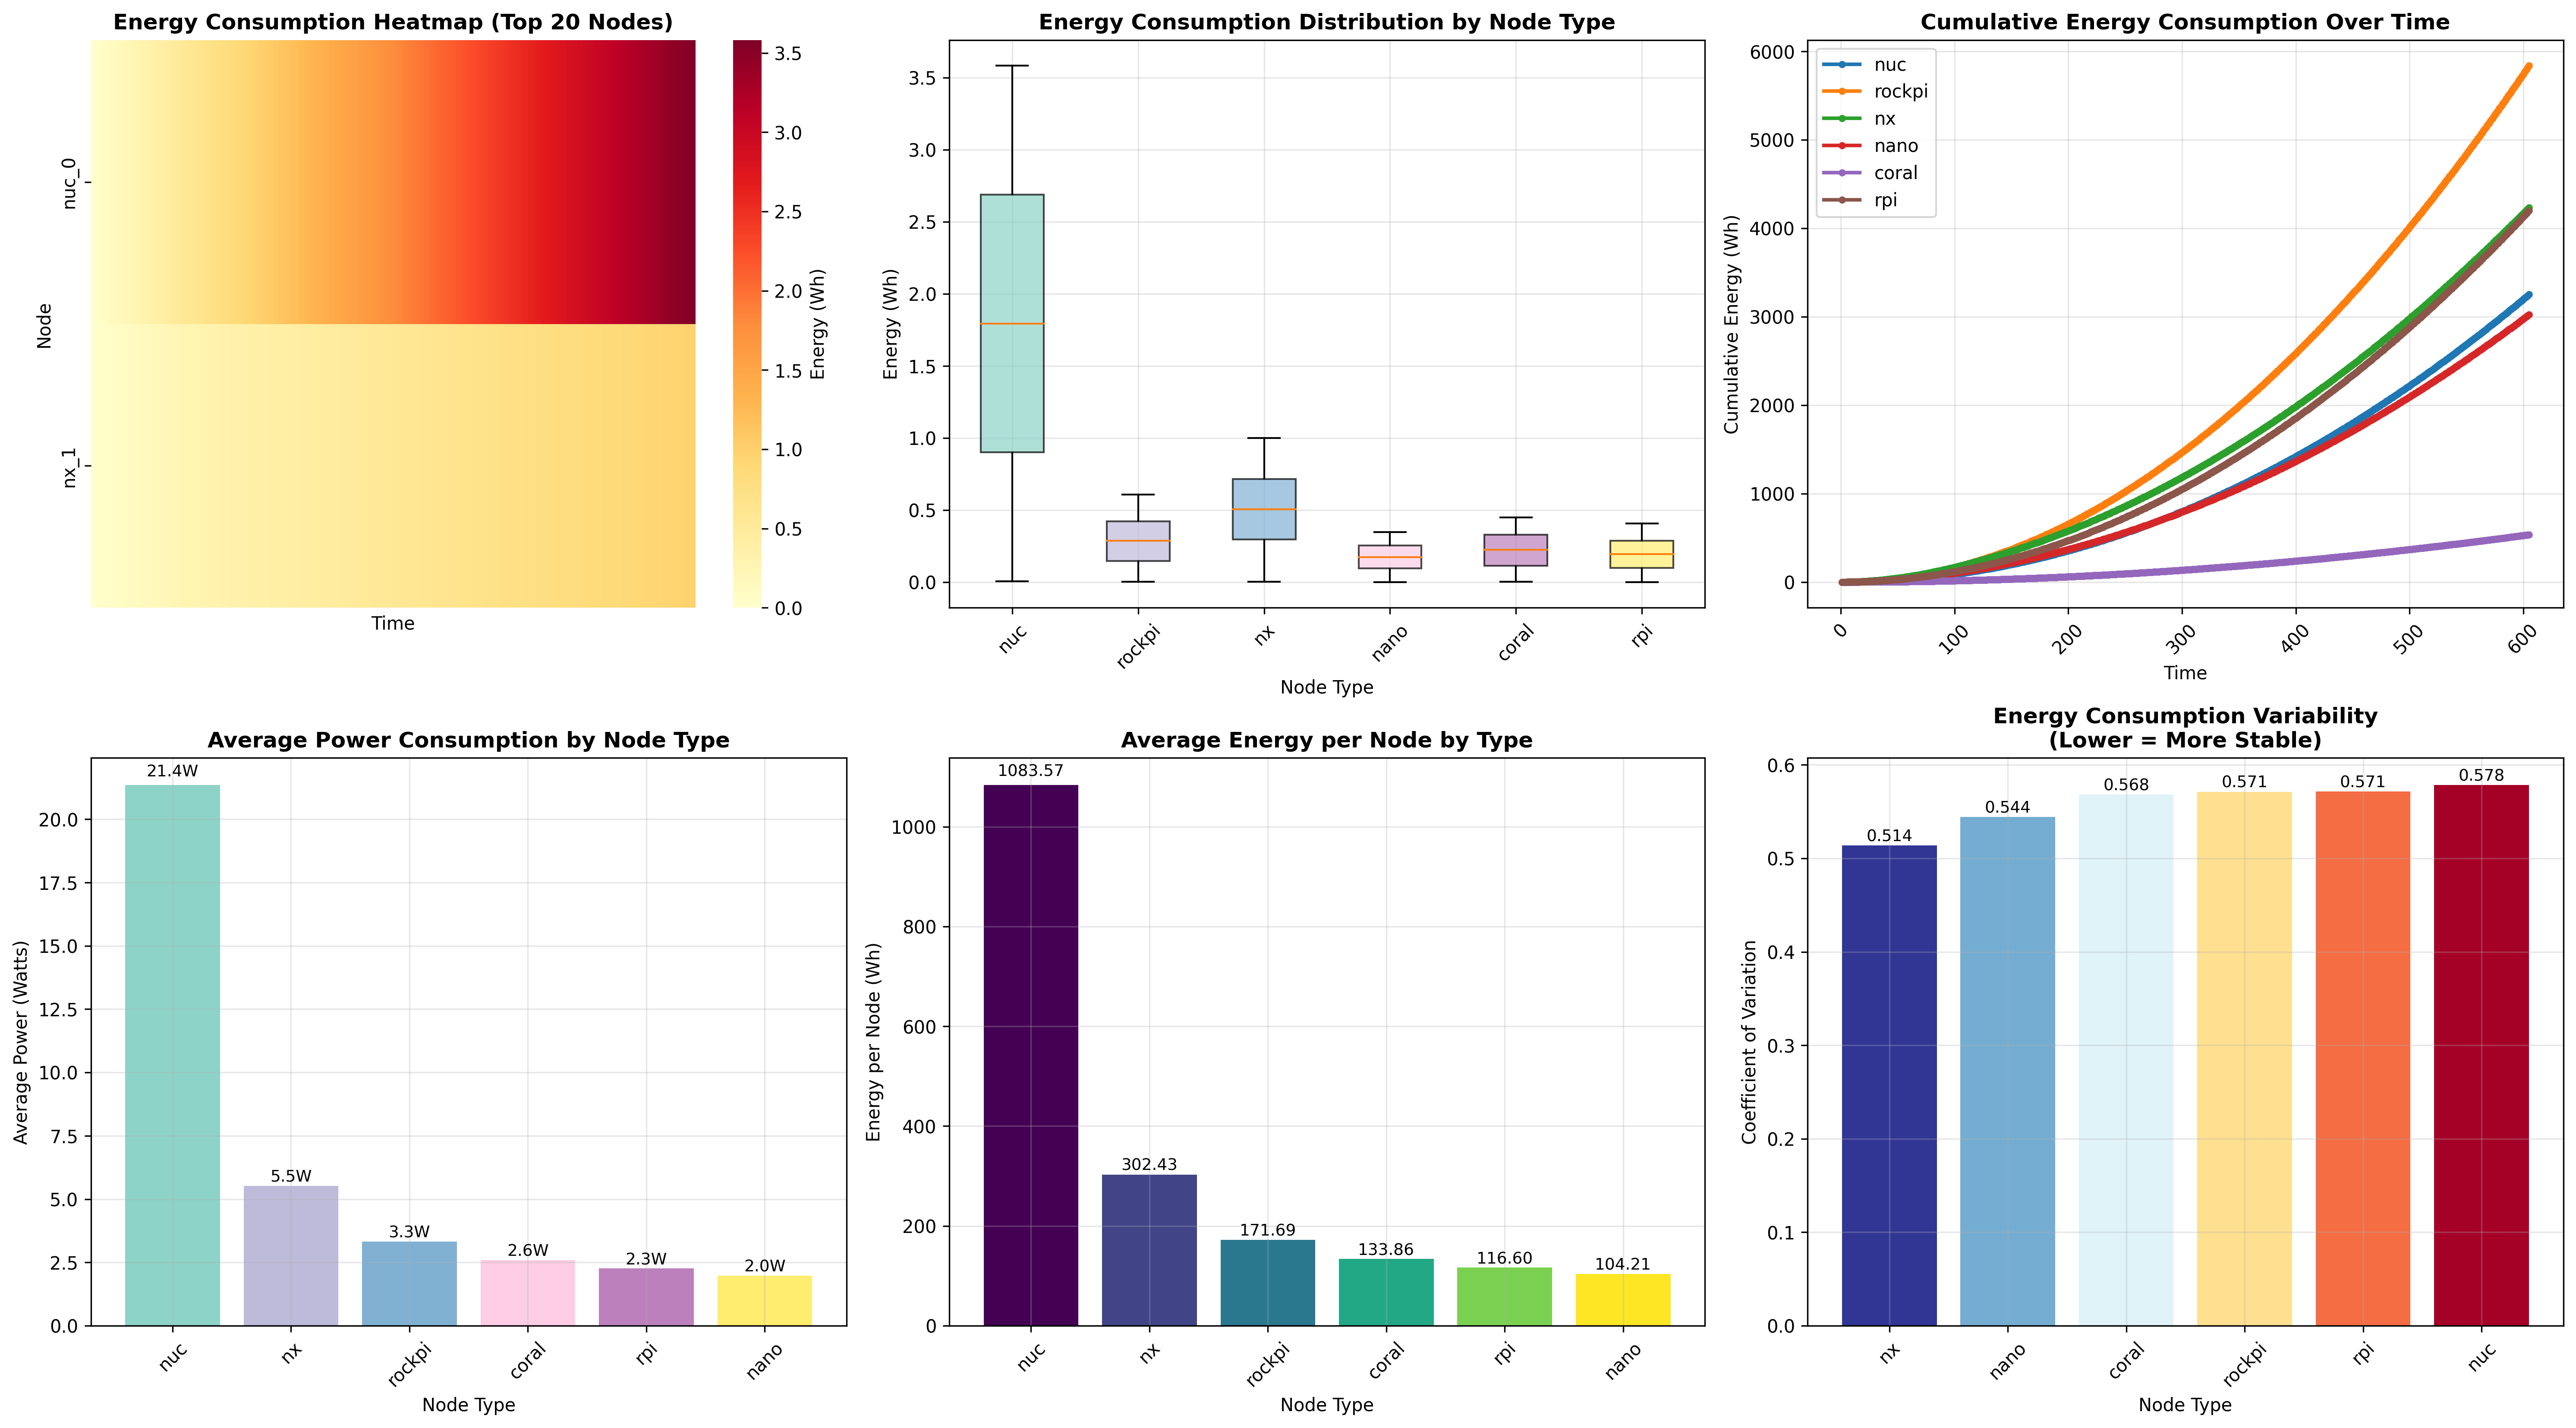 Energy Consumption Heatmap (Top 20 Nodes)
Node
nuc_0
nx_1
Time
3.5
3.0
2.5
2.0
1.5
1.0
0.5
0.0
Energy (Wh)
Energy Consumption Distribution by Node Type
Energy (Wh)
3.5
3.0
2.5
2.0
1.5
1.0
0.5
0.0
nuc
rockpi
nx
nano
coral
rpi
Node Type
Cumulative Energy Consumption Over Time
Cumulative Energy (Wh)
6000
5000
4000
3000
2000
1000
0
nuc
rockpi
nx
nano
coral
rpi
0
100
200
300
400
500
600
Time
Average Power Consumption by Node Type
Average Power (Watts)
20.0
17.5
15.0
12.5
10.0
7.5
5.0
2.5
0.0
21.4W
5.5W
3.3W
2.6W
2.3W
2.0W
nuc
nx
rockpi
coral
rpi
nano
Node Type
Average Energy per Node by Type
Energy per Node (Wh)
1000
800
600
400
200
0
1083.57
302.43
171.69
133.86
116.60
104.21
nuc
nx
rockpi
coral
rpi
nano
Node Type
Energy Consumption Variability
(Lower = More Stable)
Coefficient of Variation
0.6
0.5
0.4
0.3
0.2
0.1
0.0
0.514
0.544
0.568
0.571
0.571
0.578
nx
nano
coral
rockpi
rpi
nuc
Node Type